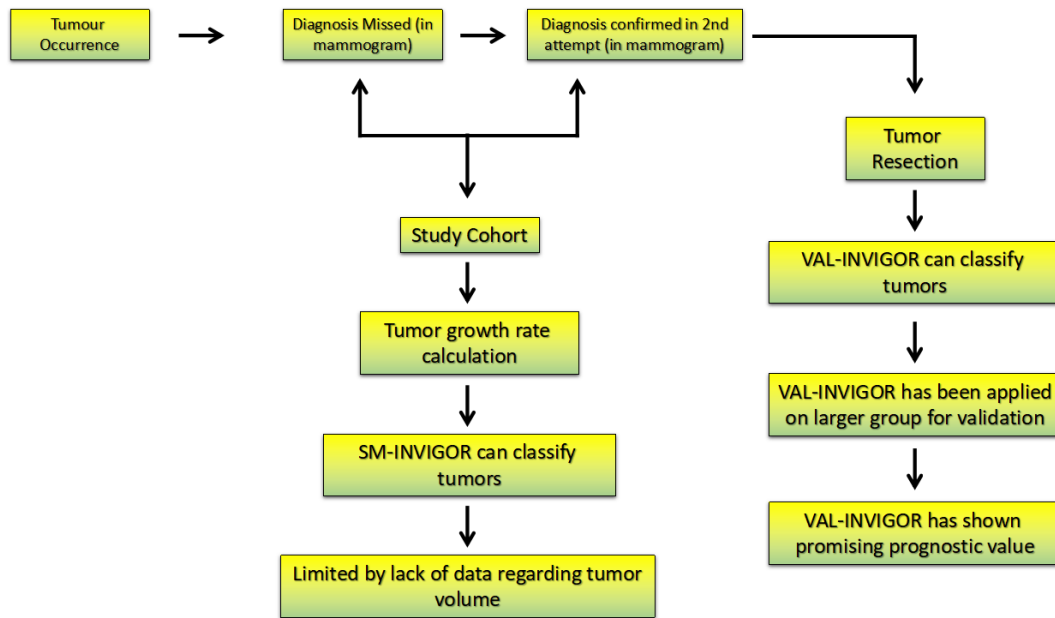 Tumour
Occurrence
Diagnosis Missed (in
mammogram)
Diagnosis confirmed in 2nd
attempt (in mammogram)
Tumor
Resection
Study Cohort
VAL-INVIGOR can classify
tumors
Tumor growth rate
calculation
VAL-INVIGOR has been applied
on larger group for validation
SM-INVIGOR can classify
tumors
VAL-INVIGOR has shown
promising prognostic value
Limited by lack of data regarding tumor
volume